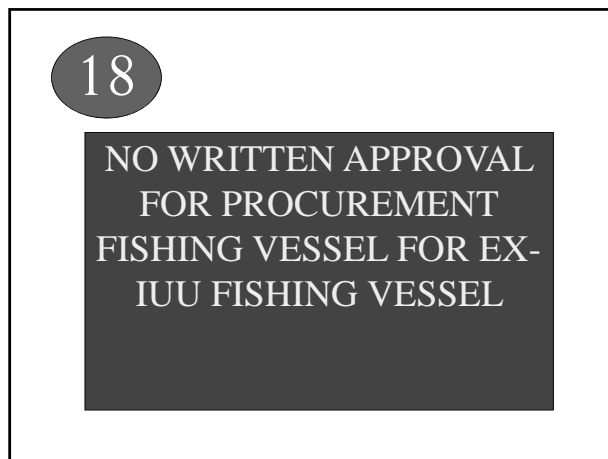 18
NO WRITTEN APPROVAL
FOR PROCUREMENT
FISHING VESSEL FOR EX-
IUU FISHING VESSEL